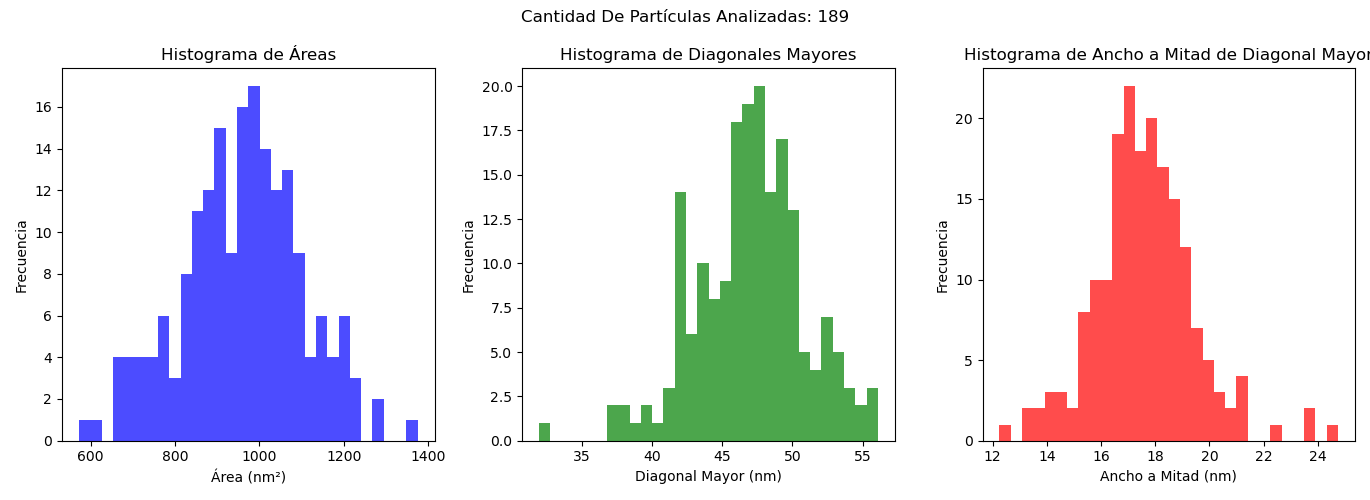 Cantidad De Partículas Analizadas: 189
Histograma de Áreas
Frecuencia
16
14
12
10
8
6
4
2
0
600 800 1000 1200 1400
Área (nm²)
Histograma de Diagonales Mayores
Frecuencia
20.0
17.5
15.0
12.5
10.0
7.5
5.0
2.5
0.0
35 40 45 50 55
Diagonal Mayor (nm)
Histograma de Ancho a Mitad de Diagonal Mayor
Frecuencia
20
15
10
5
0
12 14 16 18 20 22 24
Ancho a Mitad (nm)